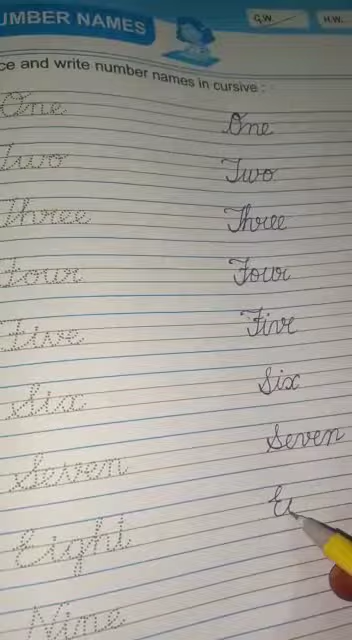 UMBER NAMES
C.W.
H.W.
ce and write number names in cursive :
One One
Two Two
Three Three
Four Four
Five Five
Six Six
Seven Seven
Eight Ei
Nine